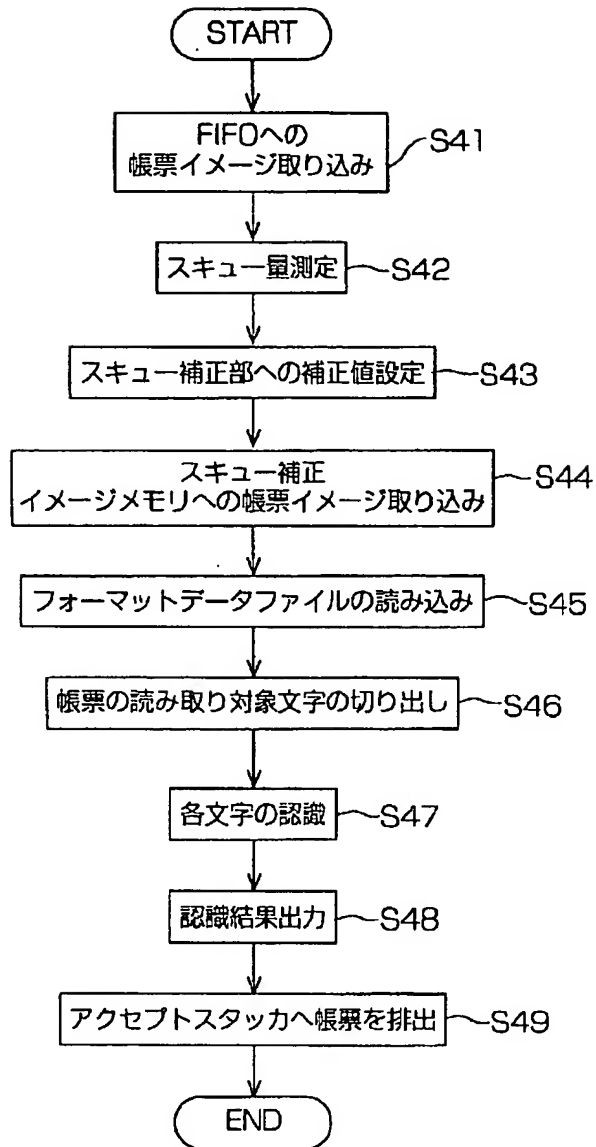 START
FIFOへの
帳票イメージ取り込み
S41
スキュー量測定
S42
スキュー補正部への補正値設定
S43
スキュー補正
イメージメモリへの帳票イメージ取り込み
S44
フォーマットデータファイルの読み込み
S45
帳票の読み取り対象文字の切り出し
S46
各文字の認識
S47
認識結果出力
S48
アクセプトスタッカへ帳票を排出
S49
END